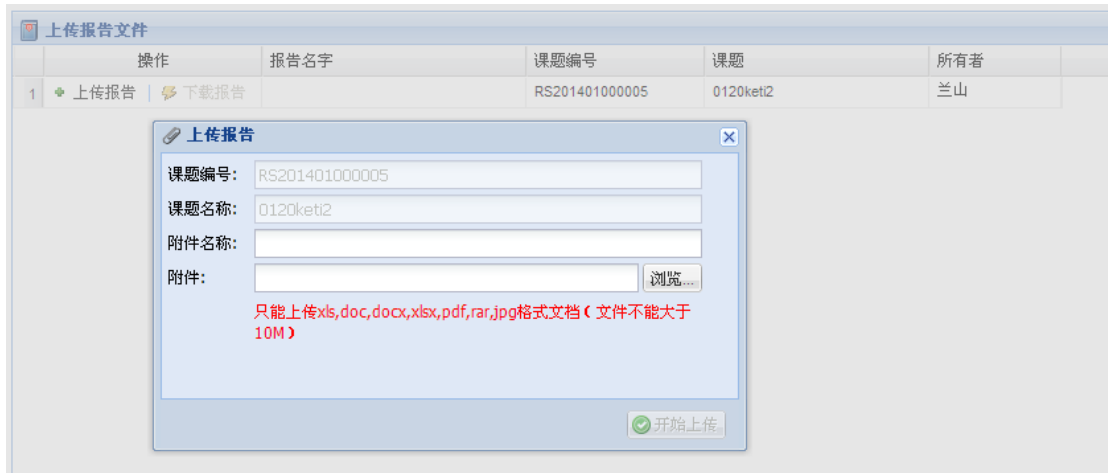 上传报告文件
操作 报告名字 课题编号 课题 所有者
1 上传报告 | 下载报告 RS201401000005 0120keti2 兰山
上传报告
课题编号: RS201401000005
课题名称: 0120keti2
附件名称:
附件: 浏览...
只能上传xls,doc,docx,xlsx,pdf,rar,jpg格式文档(文件不能大于
10M)
开始上传